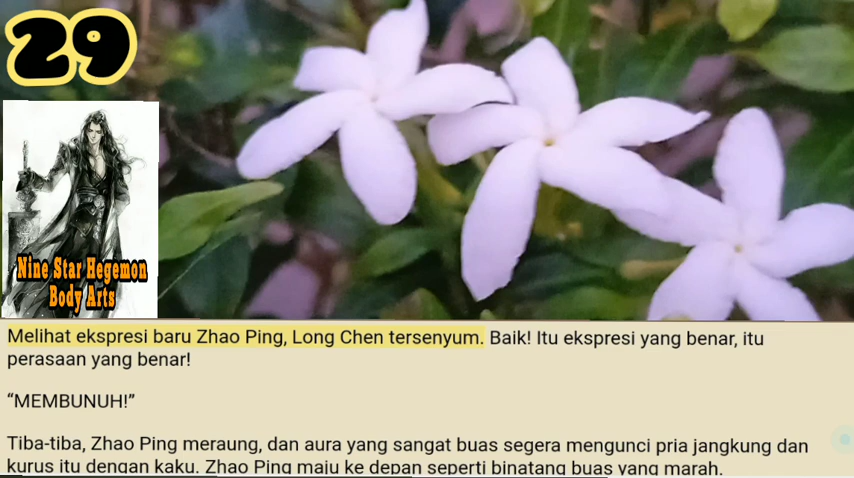 29
Nine Star Hegemon
Body Arts
Melihat ekspresi baru Zhao Ping, Long Chen tersenyum. Baik! Itu ekspresi yang benar, itu
perasaan yang benar!
“MEMBUNUH!”
Tiba-tiba, Zhao Ping meraung, dan aura yang sangat buas segera mengunci pria jangkung dan
kurus itu dengan kaku. Zhao Ping maju ke depan seperti binatang buas yang marah.